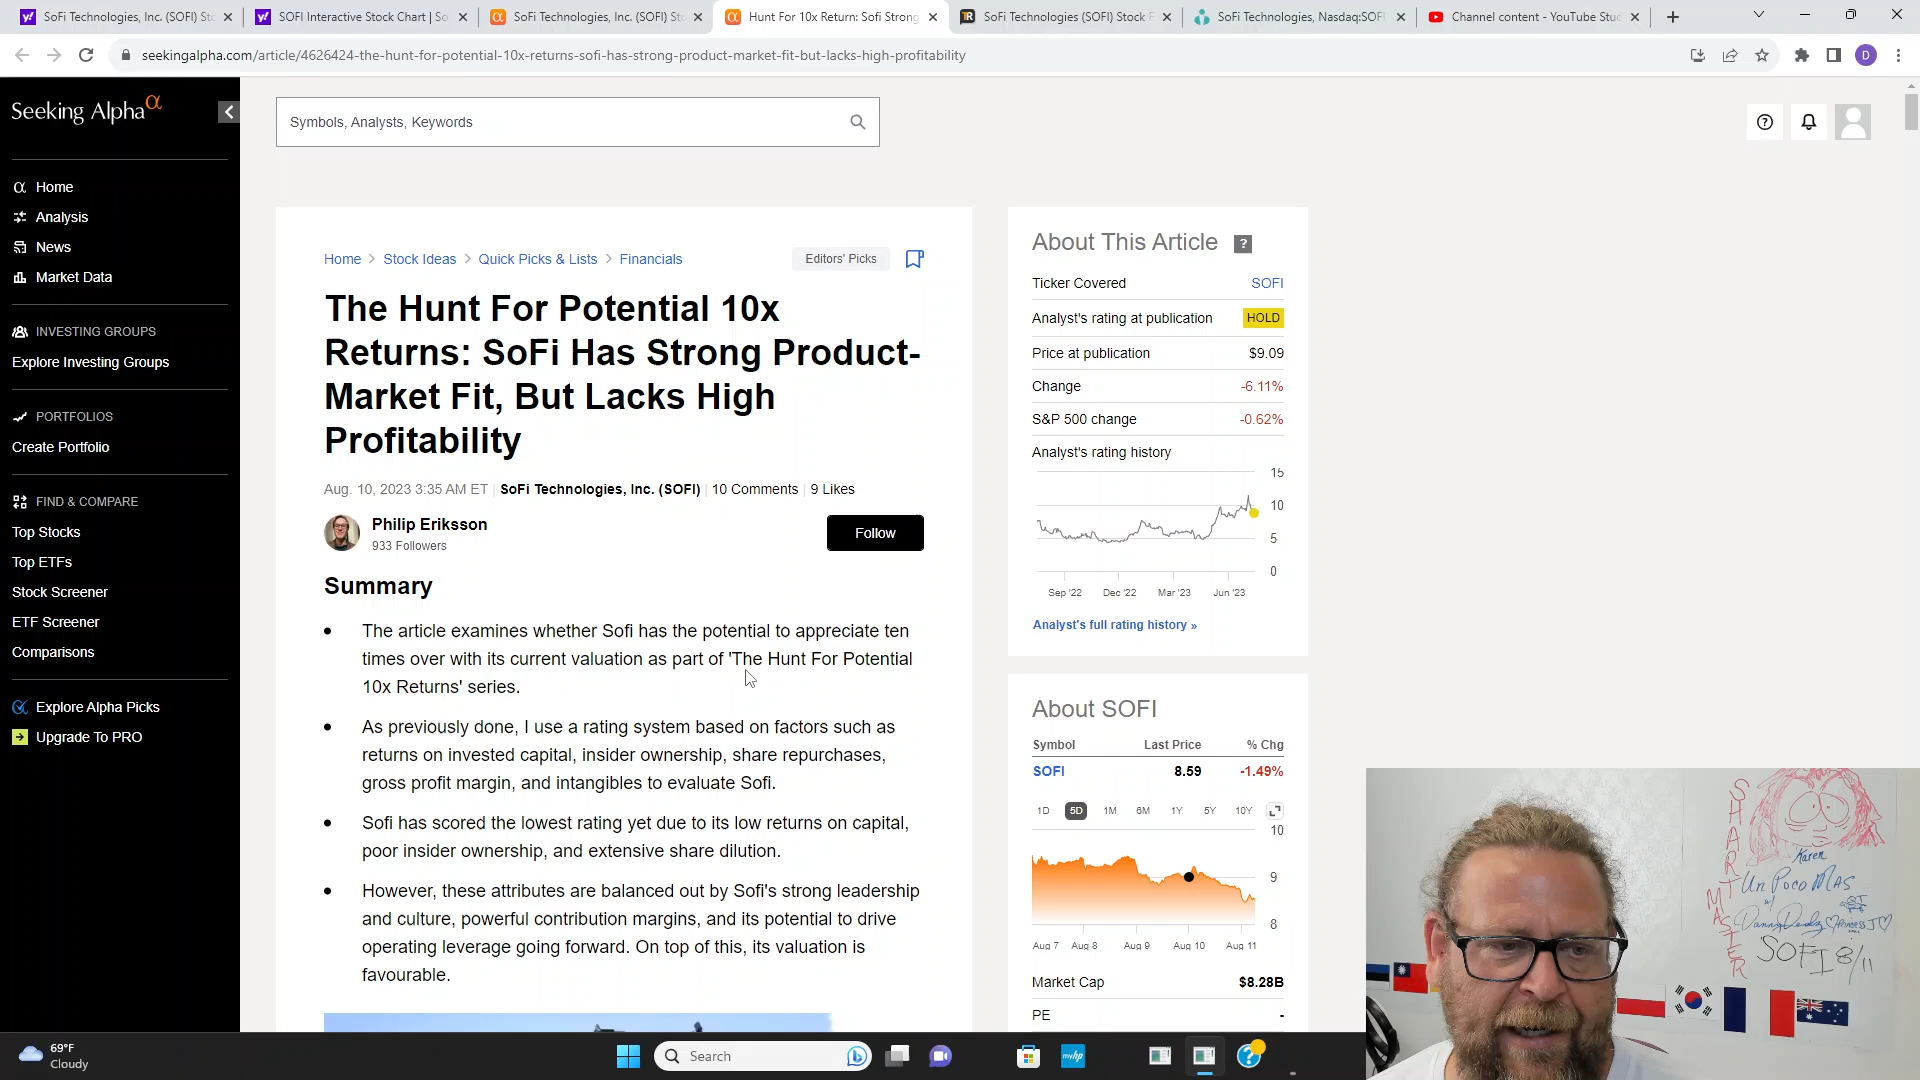 SoFi Technologies, Inc. (SOFI) Sto
SOFI Interactive Stock Chart | So
SoFi Technologies, Inc. (SOFI) Sto
Hunt For 10x Return: Sofi Strong
SoFi Technologies (SOFI) Stock F
SoFi Technologies, Nasdaq:SOFI
Channel content - YouTube Stud
seekingalpha.com/article/4626424-the-hunt-for-potential-10x-returns-sofi-has-strong-product-market-fit-but-lacks-high-profitability
D
Seeking Alpha α
Symbols, Analysts, Keywords
Home
Analysis
News
Market Data
INVESTING GROUPS
Explore Investing Groups
PORTFOLIOS
Create Portfolio
FIND & COMPARE
Top Stocks
Top ETFs
Stock Screener
ETF Screener
Comparisons
Explore Alpha Picks
Upgrade To PRO
Home > Stock Ideas > Quick Picks & Lists > Financials
Editors' Picks
The Hunt For Potential 10x
Returns: SoFi Has Strong Product-
Market Fit, But Lacks High
Profitability
Aug. 10, 2023 3:35 AM ET | SoFi Technologies, Inc. (SOFI) | 10 Comments | 9 Likes
Philip Eriksson
933 Followers
Follow
Summary
• The article examines whether Sofi has the potential to appreciate ten
times over with its current valuation as part of 'The Hunt For Potential
10x Returns' series.
• As previously done, I use a rating system based on factors such as
returns on invested capital, insider ownership, share repurchases,
gross profit margin, and intangibles to evaluate Sofi.
• Sofi has scored the lowest rating yet due to its low returns on capital,
poor insider ownership, and extensive share dilution.
• However, these attributes are balanced out by Sofi's strong leadership
and culture, powerful contribution margins, and its potential to drive
operating leverage going forward. On top of this, its valuation is
favourable.
About This Article ?
Ticker Covered SOFI
Analyst's rating at publication HOLD
Price at publication $9.09
Change -6.11%
S&P 500 change -0.62%
Analyst's rating history
15
10
5
0
Sep '22 Dec '22 Mar '23 Jun '23
Analyst's full rating history »
About SOFI
Symbol Last Price % Chg
SOFI 8.59 -1.49%
1D 5D 1M 6M 1Y 5Y 10Y
10
9
8
Aug 7 Aug 8 Aug 9 Aug 10 Aug 11
Market Cap $8.28B
PE -
SHART MASTER
Karen
Un Poco Mas
w/
SOFI 8/11
69°F
Cloudy
Search
myhp